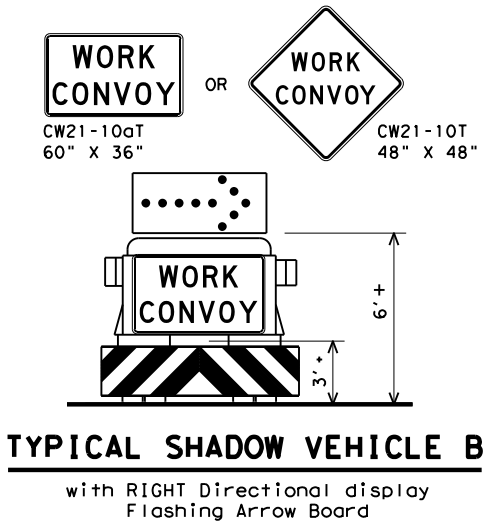 WORK
CONVOY
OR
WORK
CONVOY
CW21-10aT
60" X 36"
CW21-10T
48" X 48"
WORK
CONVOY
6'+
3'+
TYPICAL SHADOW VEHICLE B
with RIGHT Directional display
Flashing Arrow Board